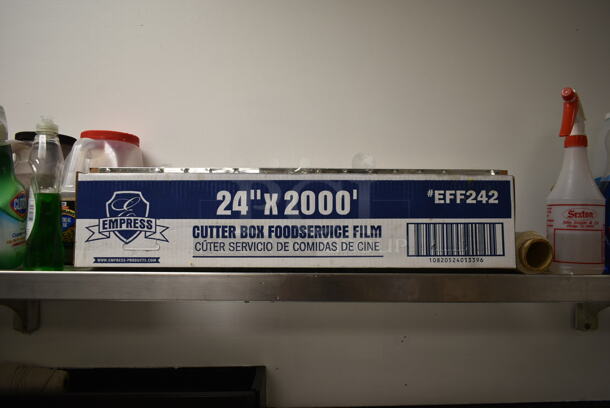 24" X 2000'
#EFF242
EMPRESS
CUTTER BOX FOODSERVICE FILM
CÚTER SERVICIO DE COMIDAS DE CINE
WWW.EMPRESS-PRODUCTS.COM
10820524013396
Sexton